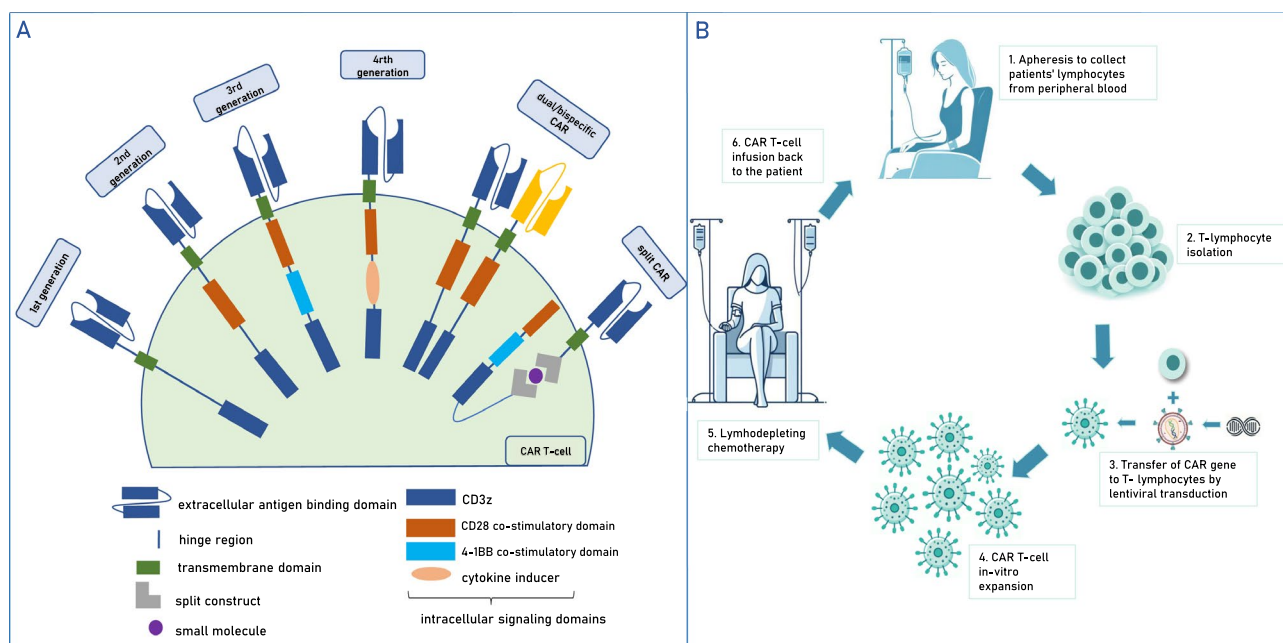 A
1st generation
2nd
generation
3rd
generation
4rth
generation
dual/bispecific
CAR
split CAR
CAR T-cell
extracellular antigen binding domain
hinge region
transmembrane domain
split construct
small molecule
CD3z
CD28 co-stimulatory domain
4-1BB co-stimulatory domain
cytokine inducer
intracellular signaling domains
B
1. Apheresis to collect
patients' lymphocytes
from peripheral blood
2. T-lymphocyte
isolation
+
3. Transfer of CAR gene
to T- lymphocytes by
lentiviral transduction
4. CAR T-cell
in-vitro
expansion
5. Lymhodepleting
chemotherapy
6. CAR T-cell
infusion back
to the patient